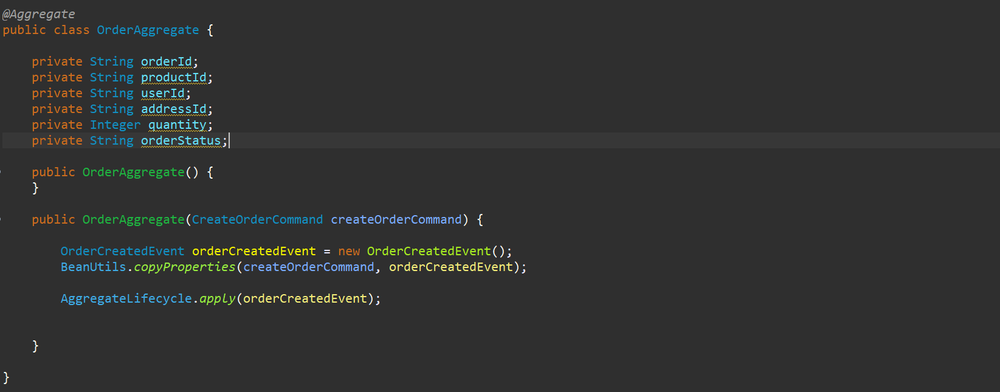 @Aggregate
public class OrderAggregate {
private String orderId;
private String productId;
private String userId;
private String addressId;
private Integer quantity;
private String orderStatus;
public OrderAggregate() {
}
public OrderAggregate(CreateOrderCommand createOrderCommand) {
OrderCreatedEvent orderCreatedEvent = new OrderCreatedEvent();
BeanUtils.copyProperties(createOrderCommand, orderCreatedEvent);
AggregateLifecycle.apply(orderCreatedEvent);
}
}